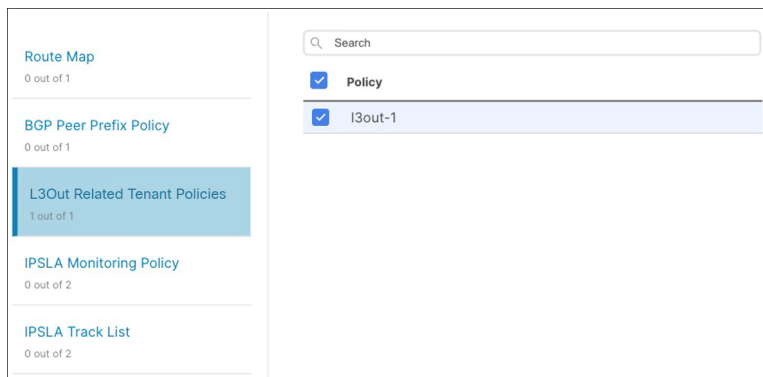 Route Map
0 out of 1
BGP Peer Prefix Policy
0 out of 1
L3Out Related Tenant Policies
1 out of 1
IPSLA Monitoring Policy
0 out of 2
IPSLA Track List
0 out of 2
Search
Policy
l3out-1